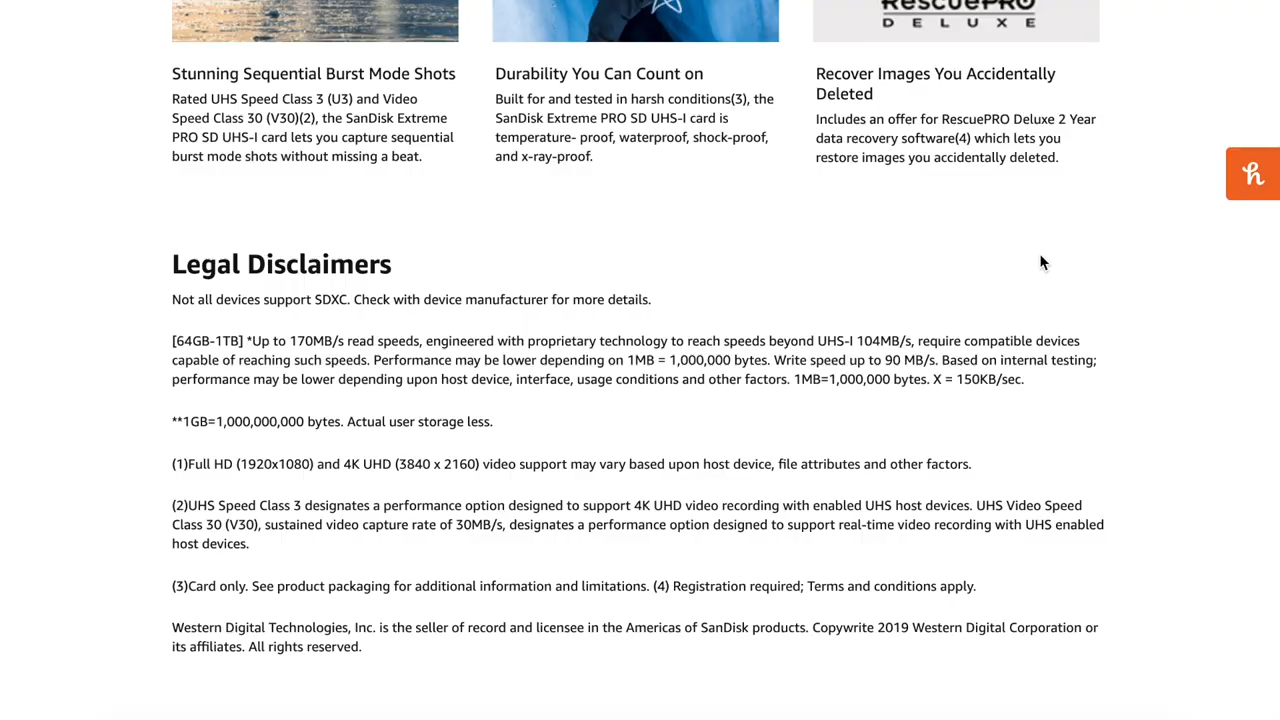 RescuePRO
DELUXE
Stunning Sequential Burst Mode Shots
Rated UHS Speed Class 3 (U3) and Video
Speed Class 30 (V30)(2), the SanDisk Extreme
PRO SD UHS-I card lets you capture sequential
burst mode shots without missing a beat.
Durability You Can Count on
Built for and tested in harsh conditions(3), the
SanDisk Extreme PRO SD UHS-I card is
temperature- proof, waterproof, shock-proof,
and x-ray-proof.
Recover Images You Accidentally
Deleted
Includes an offer for RescuePRO Deluxe 2 Year
data recovery software(4) which lets you
restore images you accidentally deleted.
h
Legal Disclaimers
Not all devices support SDXC. Check with device manufacturer for more details.
[64GB-1TB] *Up to 170MB/s read speeds, engineered with proprietary technology to reach speeds beyond UHS-I 104MB/s, require compatible devices
capable of reaching such speeds. Performance may be lower depending on 1MB = 1,000,000 bytes. Write speed up to 90 MB/s. Based on internal testing;
performance may be lower depending upon host device, interface, usage conditions and other factors. 1MB=1,000,000 bytes. X = 150KB/sec.
**1GB=1,000,000,000 bytes. Actual user storage less.
(1)Full HD (1920x1080) and 4K UHD (3840 x 2160) video support may vary based upon host device, file attributes and other factors.
(2)UHS Speed Class 3 designates a performance option designed to support 4K UHD video recording with enabled UHS host devices. UHS Video Speed
Class 30 (V30), sustained video capture rate of 30MB/s, designates a performance option designed to support real-time video recording with UHS enabled
host devices.
(3)Card only. See product packaging for additional information and limitations. (4) Registration required; Terms and conditions apply.
Western Digital Technologies, Inc. is the seller of record and licensee in the Americas of SanDisk products. Copywrite 2019 Western Digital Corporation or
its affiliates. All rights reserved.